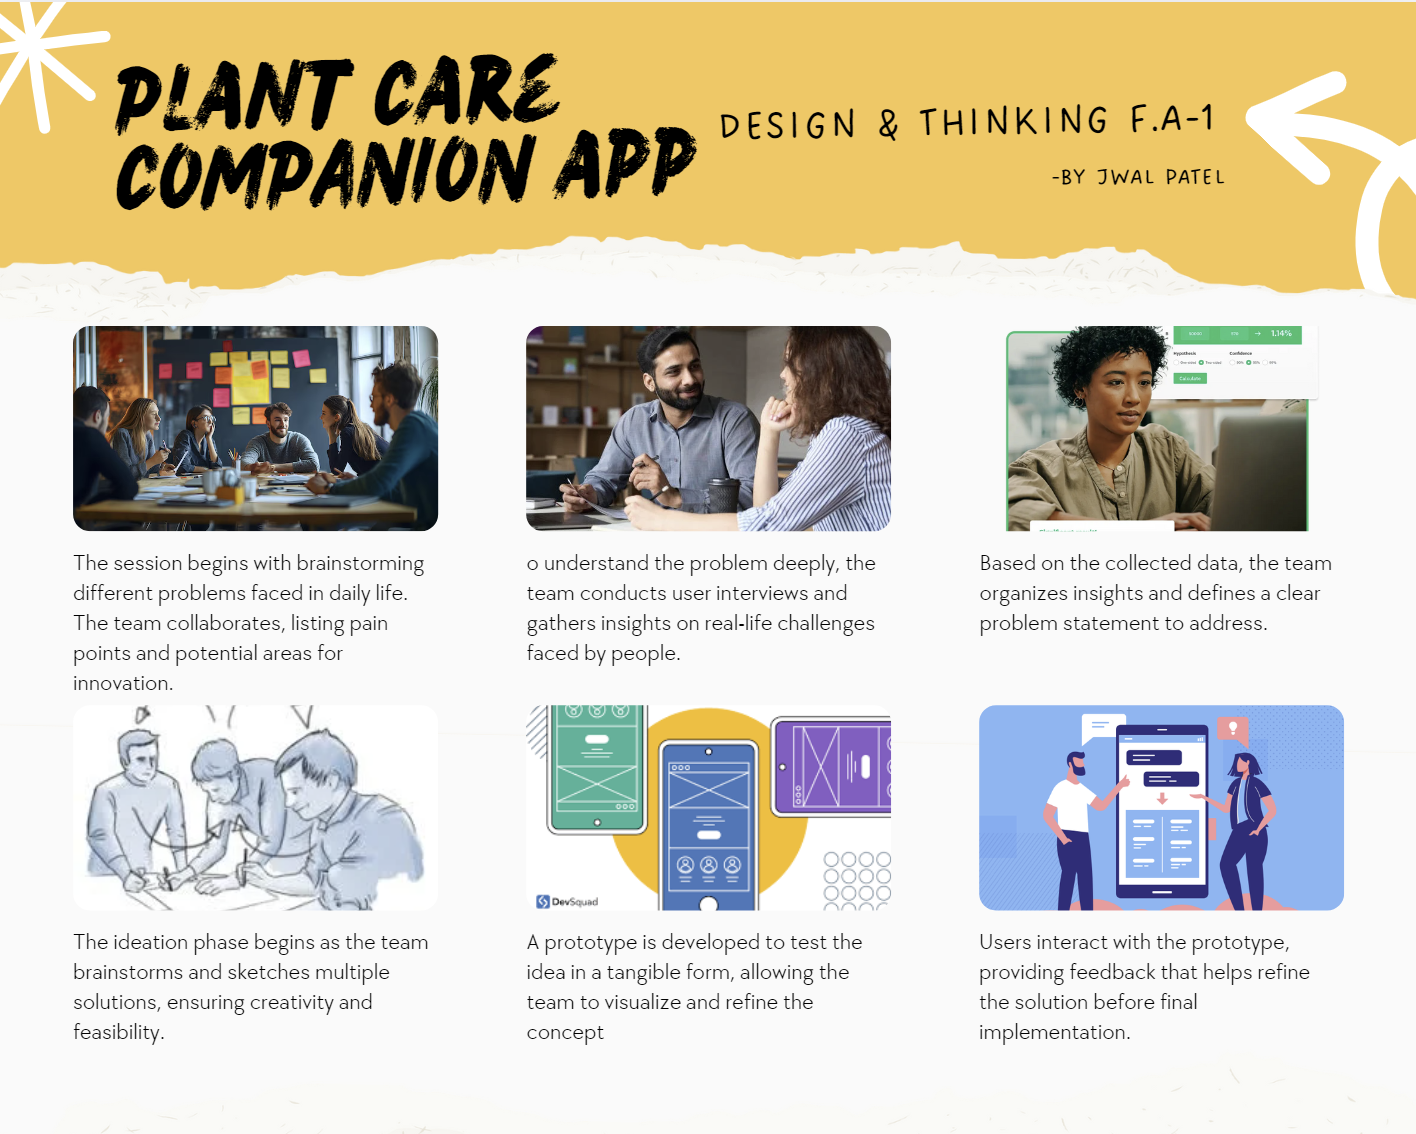 PLANT CARE
COMPANION APP
DESIGN & THINKING F.A-1
-BY JWAL PATEL
1.14%
Hypothesis
Confidence
Calculate
The session begins with brainstorming
different problems faced in daily life.
The team collaborates, listing pain
points and potential areas for
innovation.
o understand the problem deeply, the
team conducts user interviews and
gathers insights on real-life challenges
faced by people.
Based on the collected data, the team
organizes insights and defines a clear
problem statement to address.
DevSquad
The ideation phase begins as the team
brainstorms and sketches multiple
solutions, ensuring creativity and
feasibility.
A prototype is developed to test the
idea in a tangible form, allowing the
team to visualize and refine the
concept
Users interact with the prototype,
providing feedback that helps refine
the solution before final
implementation.